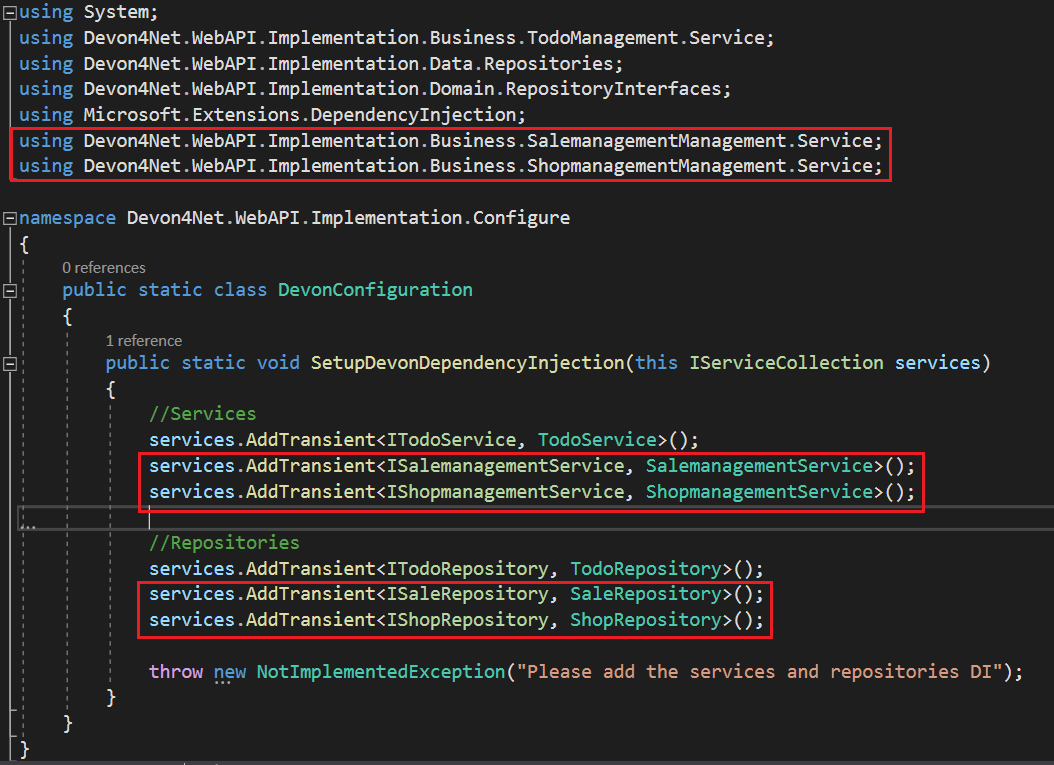 using System;
using Devon4Net.WebAPI.Implementation.Business.TodoManagement.Service;
using Devon4Net.WebAPI.Implementation.Data.Repositories;
using Devon4Net.WebAPI.Implementation.Domain.RepositoryInterfaces;
using Microsoft.Extensions.DependencyInjection;
using Devon4Net.WebAPI.Implementation.Business.SalemanagementManagement.Service;
using Devon4Net.WebAPI.Implementation.Business.ShopmanagementManagement.Service;
namespace Devon4Net.WebAPI.Implementation.Configure
{
0 references
public static class DevonConfiguration
{
1 reference
public static void SetupDevonDependencyInjection(this IServiceCollection services)
{
//Services
services.AddTransient<ITodoService, TodoService>();
services.AddTransient<ISalemanagementService, SalemanagementService>();
services.AddTransient<IShopmanagementService, ShopmanagementService>();
//Repositories
services.AddTransient<ITodoRepository, TodoRepository>();
services.AddTransient<ISaleRepository, SaleRepository>();
services.AddTransient<IShopRepository, ShopRepository>();
throw new NotImplementedException("Please add the services and repositories DI");
}
}
}